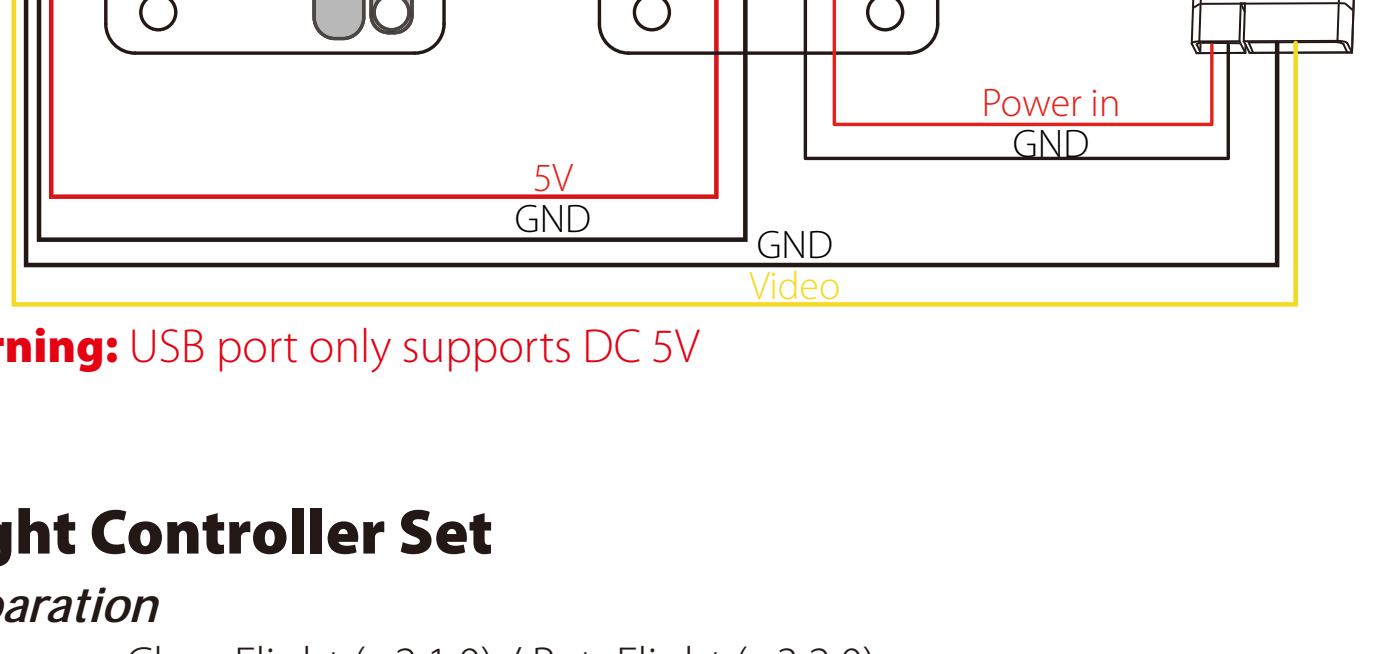 Power in
GND
5V
GND
GND
Video
rning: USB port only supports DC 5V
ght Controller Set
paration